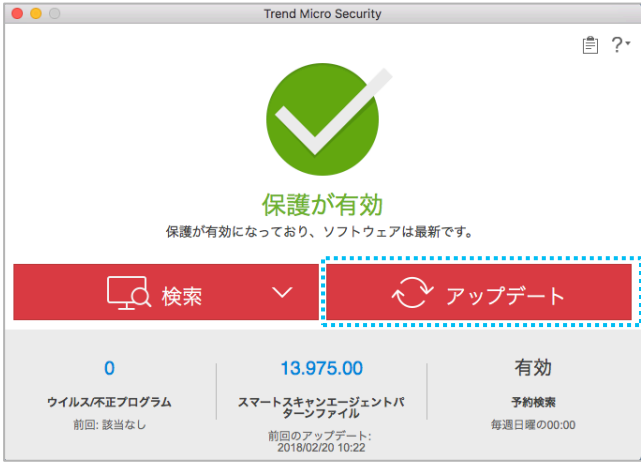 Trend Micro Security
?
保護が有効
保護が有効になっており、ソフトウェアは最新です。
検索
アップデート
0
ウイルス/不正プログラム
前回: 該当なし
13.975.00
スマートスキャンエージェントパ
ターンファイル
前回のアップデート:
2018/02/20 10:22
有効
予約検索
毎週日曜の00:00